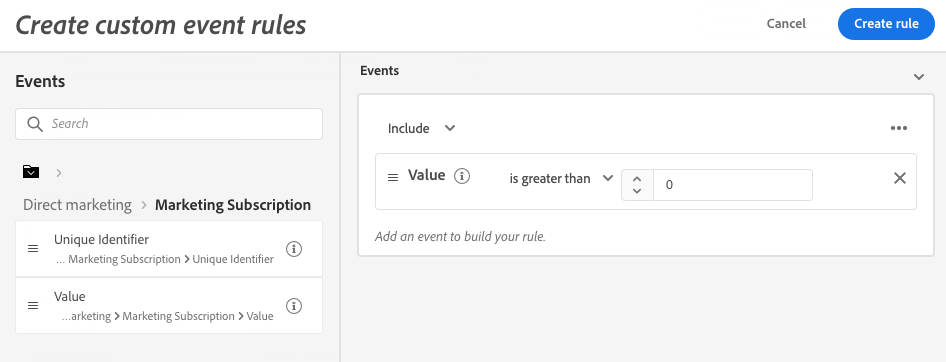 Create custom event rules
Cancel
Create rule
Events
Search
Direct marketing > Marketing Subscription
Unique Identifier
... Marketing Subscription > Unique Identifier
Value
...arketing > Marketing Subscription > Value
Events
Include
Value is greater than 0
Add an event to build your rule.